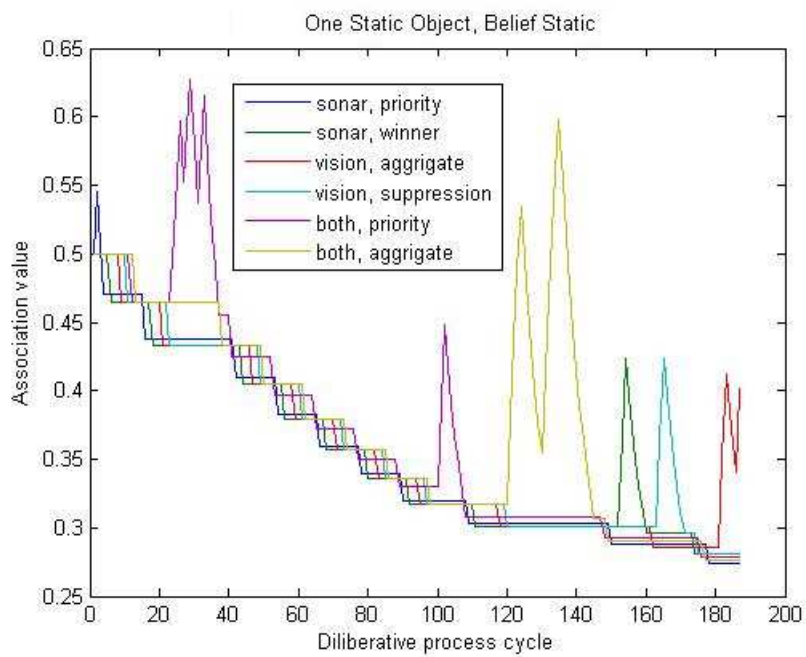 One Static Object, Belief Static
0.65
0.6
0.55
0.5
0.45
0.4
0.35
0.3
0.25
Association value
sonar, priority
sonar, winner
vision, aggrigate
vision, suppression
both, priority
both, aggrigate
0 20 40 60 80 100 120 140 160 180 200
Diliberative process cycle